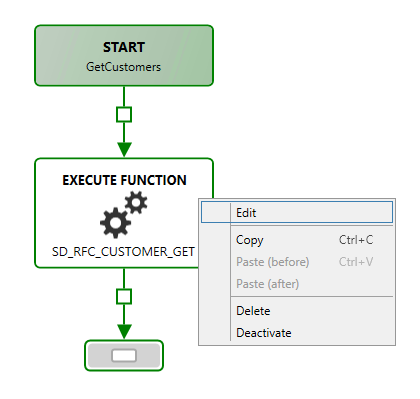 START
GetCustomers
EXECUTE FUNCTION
SD_RFC_CUSTOMER_GET
Edit
Copy Ctrl+C
Paste (before) Ctrl+V
Paste (after)
Delete
Deactivate